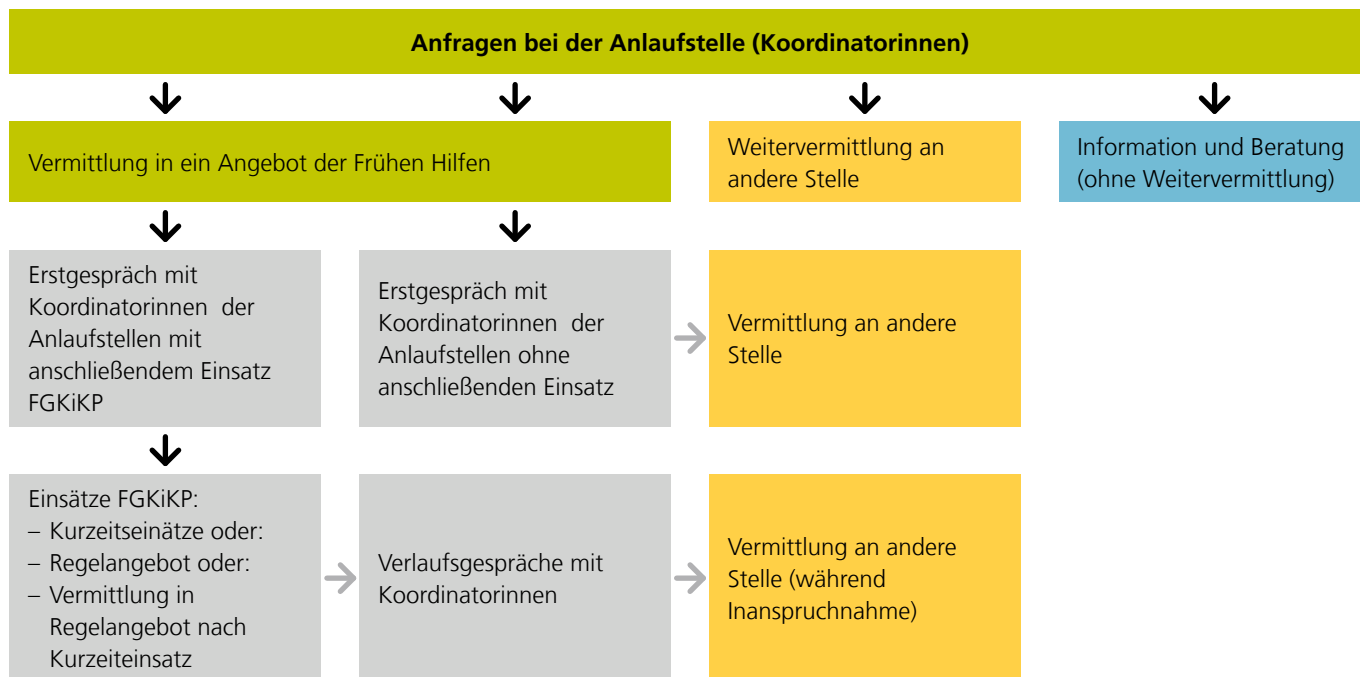 Anfragen bei der Anlaufstelle (Koordinatorinnen)
Vermittlung in ein Angebot der Frühen Hilfen
Weitervermittlung an
andere Stelle
Information und Beratung
(ohne Weitervermittlung)
Erstgespräch mit
Koordinatorinnen der
Anlaufstellen mit
anschließendem Einsatz
FGKiKP
Erstgespräch mit
Koordinatorinnen der
Anlaufstellen ohne
anschließenden Einsatz
Vermittlung an andere
Stelle
Einsätze FGKiKP:
– Kurzeitseinätze oder:
– Regelangebot oder:
– Vermittlung in
Regelangebot nach
Kurzeiteinsatz
Verlaufsgespräche mit
Koordinatorinnen
Vermittlung an andere
Stelle (während
Inanspruchnahme)